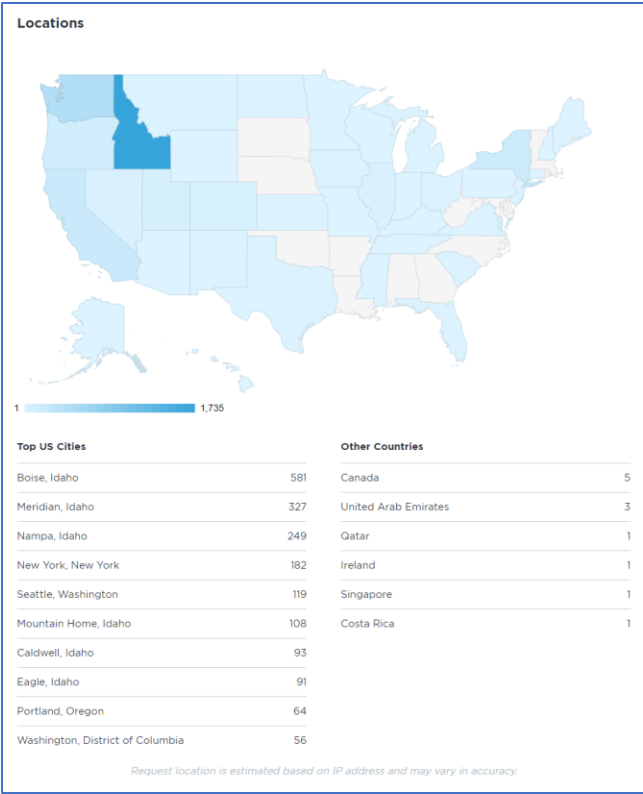 Locations
1 1,735
Top US Cities
Boise, Idaho 581
Meridian, Idaho 327
Nampa, Idaho 249
New York, New York 182
Seattle, Washington 119
Mountain Home, Idaho 108
Caldwell, Idaho 93
Eagle, Idaho 91
Portland, Oregon 64
Washington, District of Columbia 56
Other Countries
Canada 5
United Arab Emirates 3
Qatar 1
Ireland 1
Singapore 1
Costa Rica 1
Request location is estimated based on IP address and may vary in accuracy.